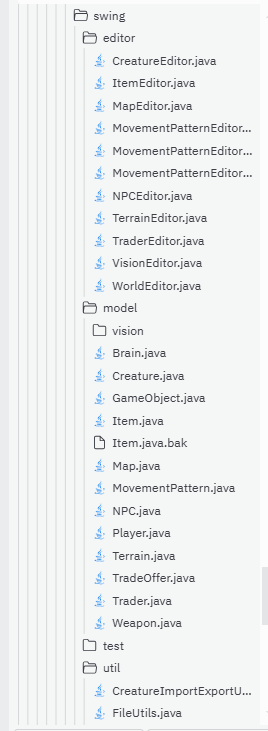 swing
editor
CreatureEditor.java
ItemEditor.java
MapEditor.java
MovementPatternEditor...
MovementPatternEditor...
MovementPatternEditor...
NPCEditor.java
TerrainEditor.java
TraderEditor.java
VisionEditor.java
WorldEditor.java
model
vision
Brain.java
Creature.java
GameObject.java
Item.java
Item.java.bak
Map.java
MovementPattern.java
NPC.java
Player.java
Terrain.java
TradeOffer.java
Trader.java
Weapon.java
test
util
CreatureImportExportU...
FileUtils.java